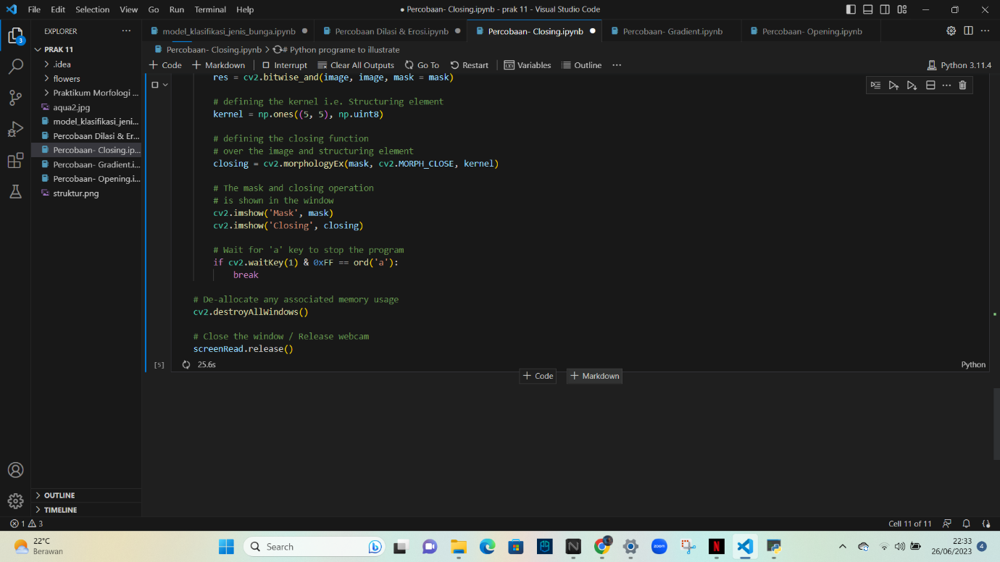 File Edit Selection View Go Run Terminal Help
● Percobaan- Closing.ipynb - prak 11 - Visual Studio Code
3
EXPLORER
PRAK 11
.idea
flowers
Praktikum Morfologi ...
aqua2.jpg
model_klasifikasi_jeni...
Percobaan Dilasi & Er...
Percobaan- Closing.ip...
Percobaan- Gradient.i...
Percobaan- Opening.i...
struktur.png
OUTLINE
TIMELINE
model_klasifikasi_jenis_bunga.ipynb Percobaan Dilasi & Erosi.ipynb Percobaan- Closing.ipynb Percobaan- Gradient.ipynb Percobaan- Opening.ipynb
Percobaan- Closing.ipynb > # Python programe to illustrate
+ Code + Markdown Interrupt Clear All Outputs Go To Restart Variables Outline ... Python 3.11.4
res = cv2.bitwise_and(image, image, mask = mask)
# defining the kernel i.e. Structuring element
kernel = np.ones((5, 5), np.uint8)
# defining the closing function
# over the image and structuring element
closing = cv2.morphologyEx(mask, cv2.MORPH_CLOSE, kernel)
# The mask and closing operation
# is shown in the window
cv2.imshow('Mask', mask)
cv2.imshow('Closing', closing)
# Wait for 'a' key to stop the program
if cv2.waitKey(1) & 0xFF == ord('a'):
break
# De-allocate any associated memory usage
cv2.destroyAllWindows()
# Close the window / Release webcam
screenRead.release()
[5] 25.6s Python
+ Code + Markdown
1 3 Cell 11 of 11
22°C
Berawan
Search
zoom
22:33
26/06/2023
4